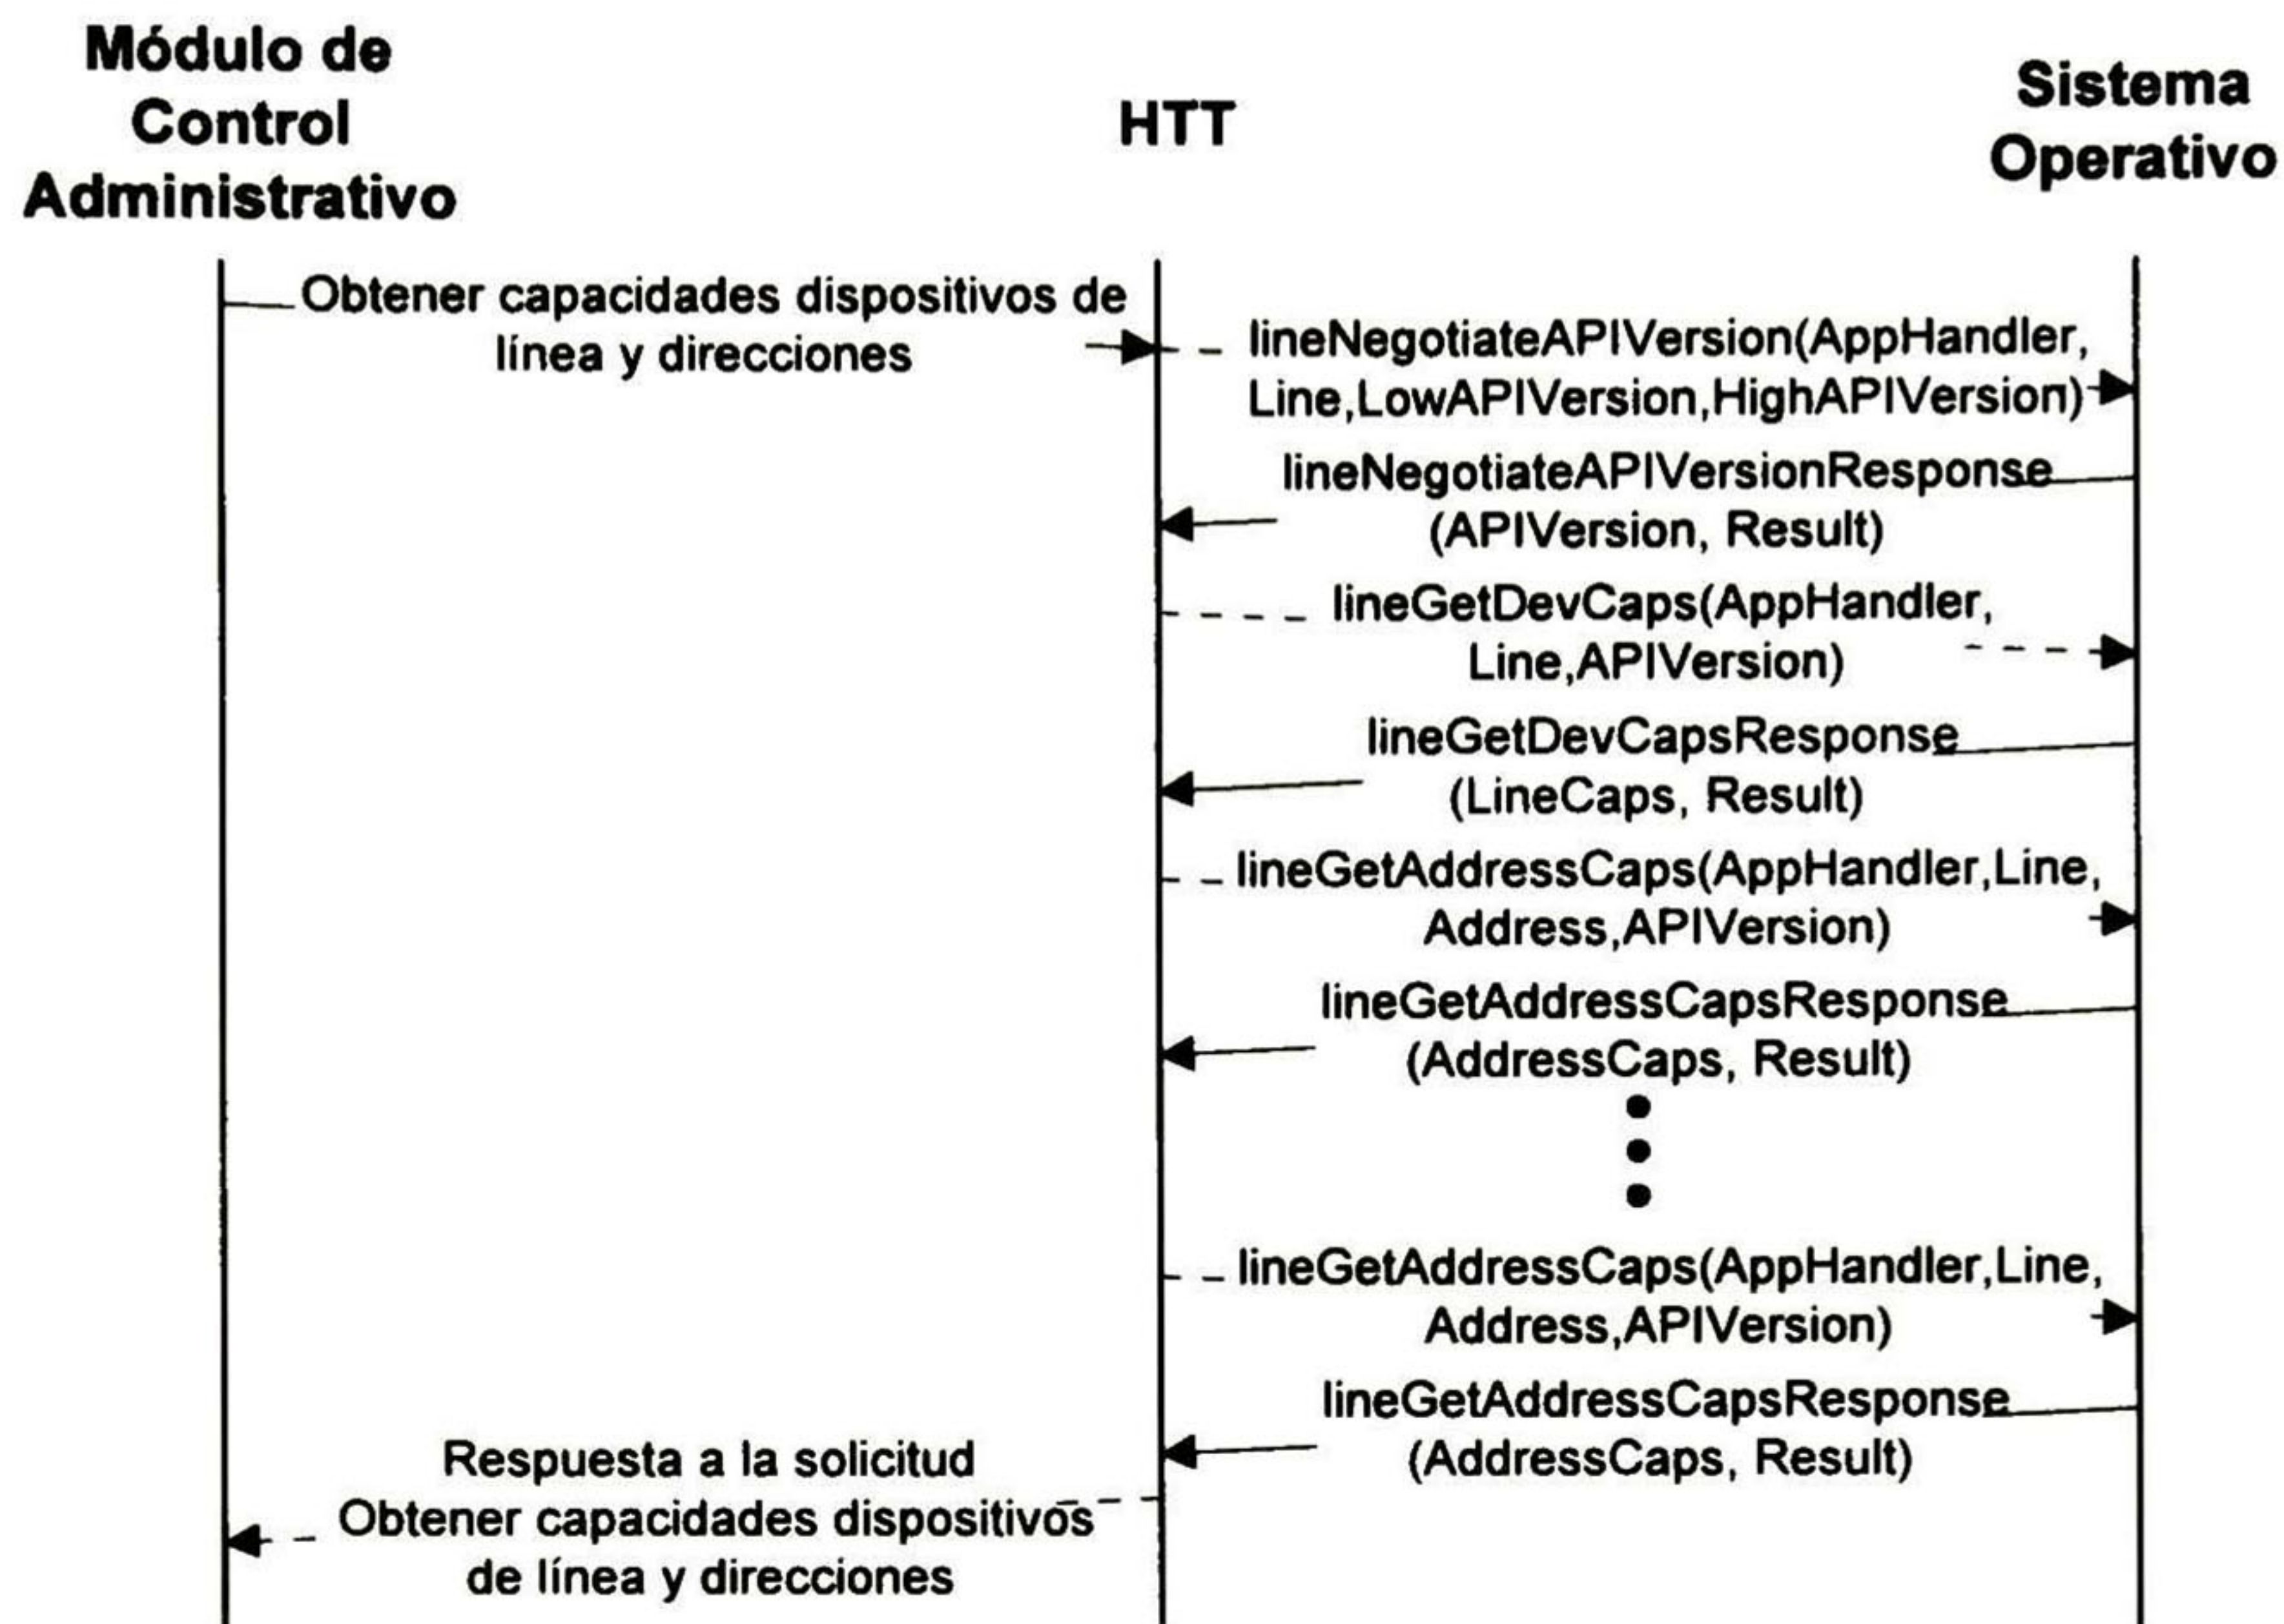 Módulo de
Control
Administrativo
HTT
Sistema
Operativo
Obtener capacidades dispositivos de
línea y direcciones
lineNegotiateAPIVersion(AppHandler,
Line,LowAPIVersion,HighAPIVersion)
lineNegotiateAPIVersionResponse
(APIVersion, Result)
lineGetDevCaps(AppHandler,
Line,APIVersion)
lineGetDevCapsResponse
(LineCaps, Result)
lineGetAddressCaps(AppHandler,Line,
Address,APIVersion)
lineGetAddressCapsResponse
(AddressCaps, Result)
lineGetAddressCaps(AppHandler,Line,
Address,APIVersion)
lineGetAddressCapsResponse
(AddressCaps, Result)
Respuesta a la solicitud
Obtener capacidades dispositivos
de línea y direcciones